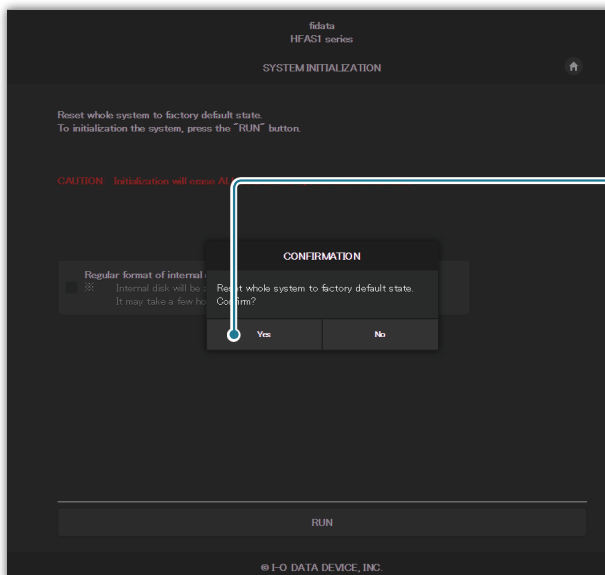 fidata
HFAS1 series
SYSTEM INITIALIZATION
Reset whole system to factory default state.
To initialization the system, press the "RUN" button.
CAUTION Initialization will erase
CONFIRMATION
Regular format of internal
※ Internal disk will be
It may take a few
Reset whole system to factory default state.
Confirm?
Yes No
RUN
© I-O DATA DEVICE, INC.